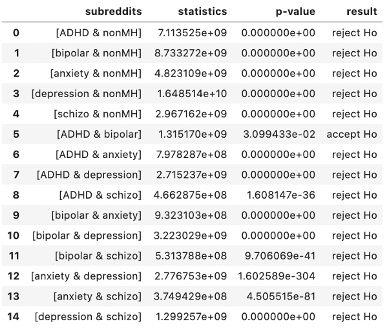 subreddits statistics p-value result
0 [ADHD & nonMH] 7.113525e+09 0.000000e+00 reject Ho
1 [bipolar & nonMH] 8.733272e+09 0.000000e+00 reject Ho
2 [anxiety & nonMH] 4.823109e+09 0.000000e+00 reject Ho
3 [depression & nonMH] 1.648514e+10 0.000000e+00 reject Ho
4 [schizo & nonMH] 2.967162e+09 0.000000e+00 reject Ho
5 [ADHD & bipolar] 1.315170e+09 3.099433e-02 accept Ho
6 [ADHD & anxiety] 7.978287e+08 0.000000e+00 reject Ho
7 [ADHD & depression] 2.715237e+09 0.000000e+00 reject Ho
8 [ADHD & schizo] 4.662875e+08 1.608147e-36 reject Ho
9 [bipolar & anxiety] 9.323103e+08 0.000000e+00 reject Ho
10 [bipolar & depression] 3.223029e+09 0.000000e+00 reject Ho
11 [bipolar & schizo] 5.313788e+08 9.706069e-41 reject Ho
12 [anxiety & depression] 2.776753e+09 1.602589e-304 reject Ho
13 [anxiety & schizo] 3.749429e+08 4.505515e-81 reject Ho
14 [depression & schizo] 1.299257e+09 0.000000e+00 reject Ho